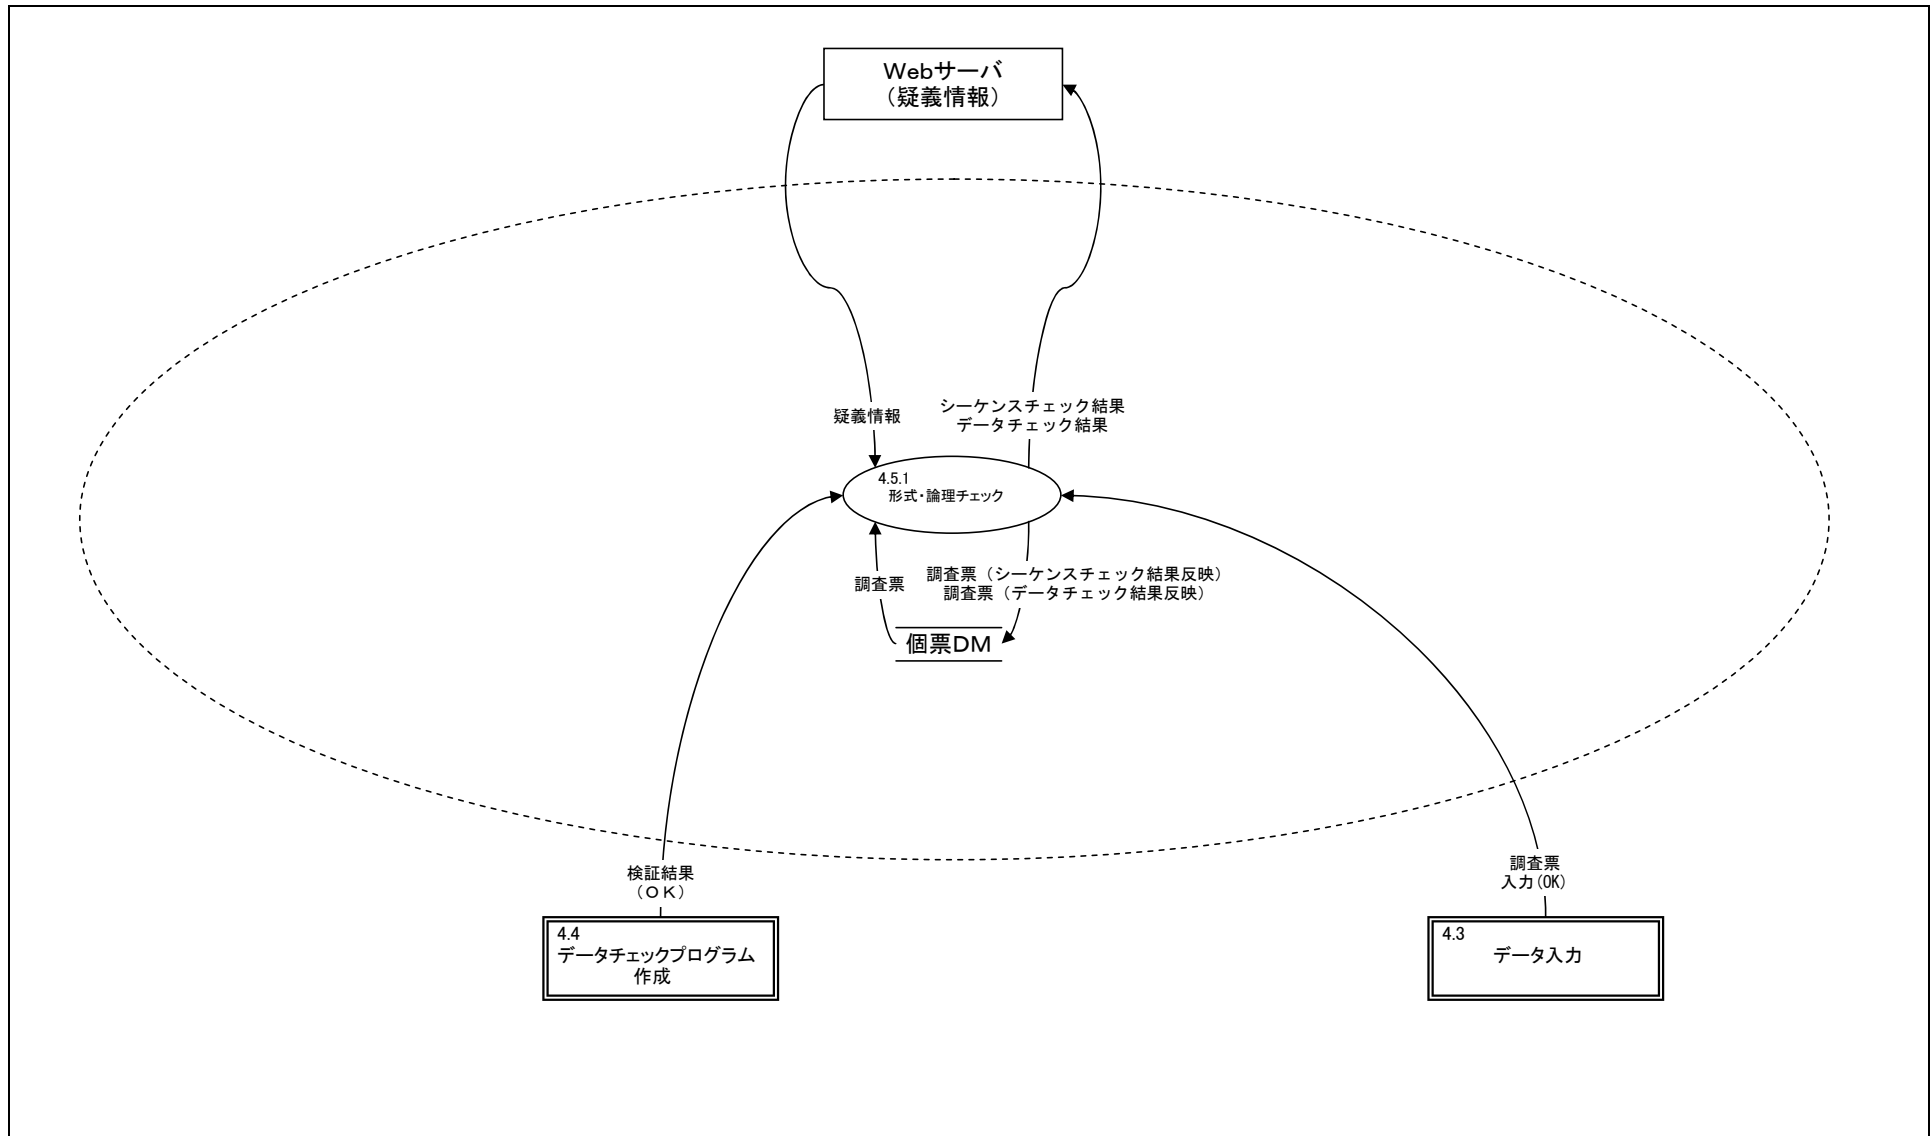 Webサーバ
（疑義情報）
疑義情報
シーケンスチェック結果
データチェック結果
4.5.1
形式・論理チェック
調査票
調査票（シーケンスチェック結果反映）
調査票（データチェック結果反映）
個票DM
検証結果
（ＯＫ）
調査票
入力(OK)
4.4
データチェックプログラム
作成
4.3
データ入力